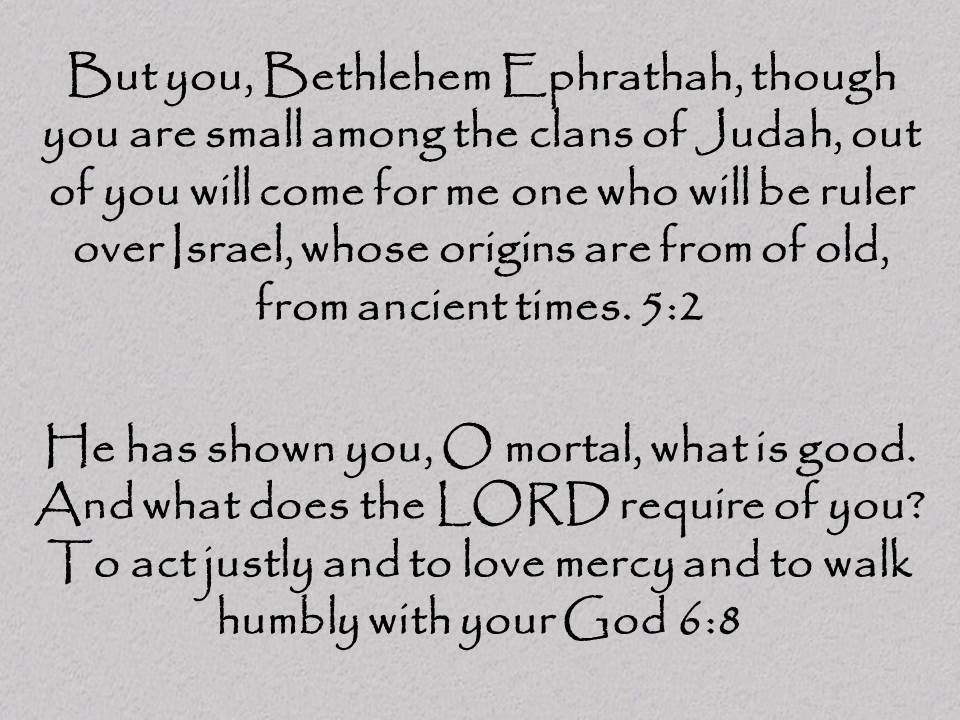 But you, Bethlehem Ephrathah, though
you are small among the clans of Judah, out
of you will come for me one who will be ruler
over Israel, whose origins are from of old,
from ancient times. 5:2
He has shown you, O mortal, what is good.
And what does the LORD require of you?
To act justly and to love mercy and to walk
humbly with your God 6:8